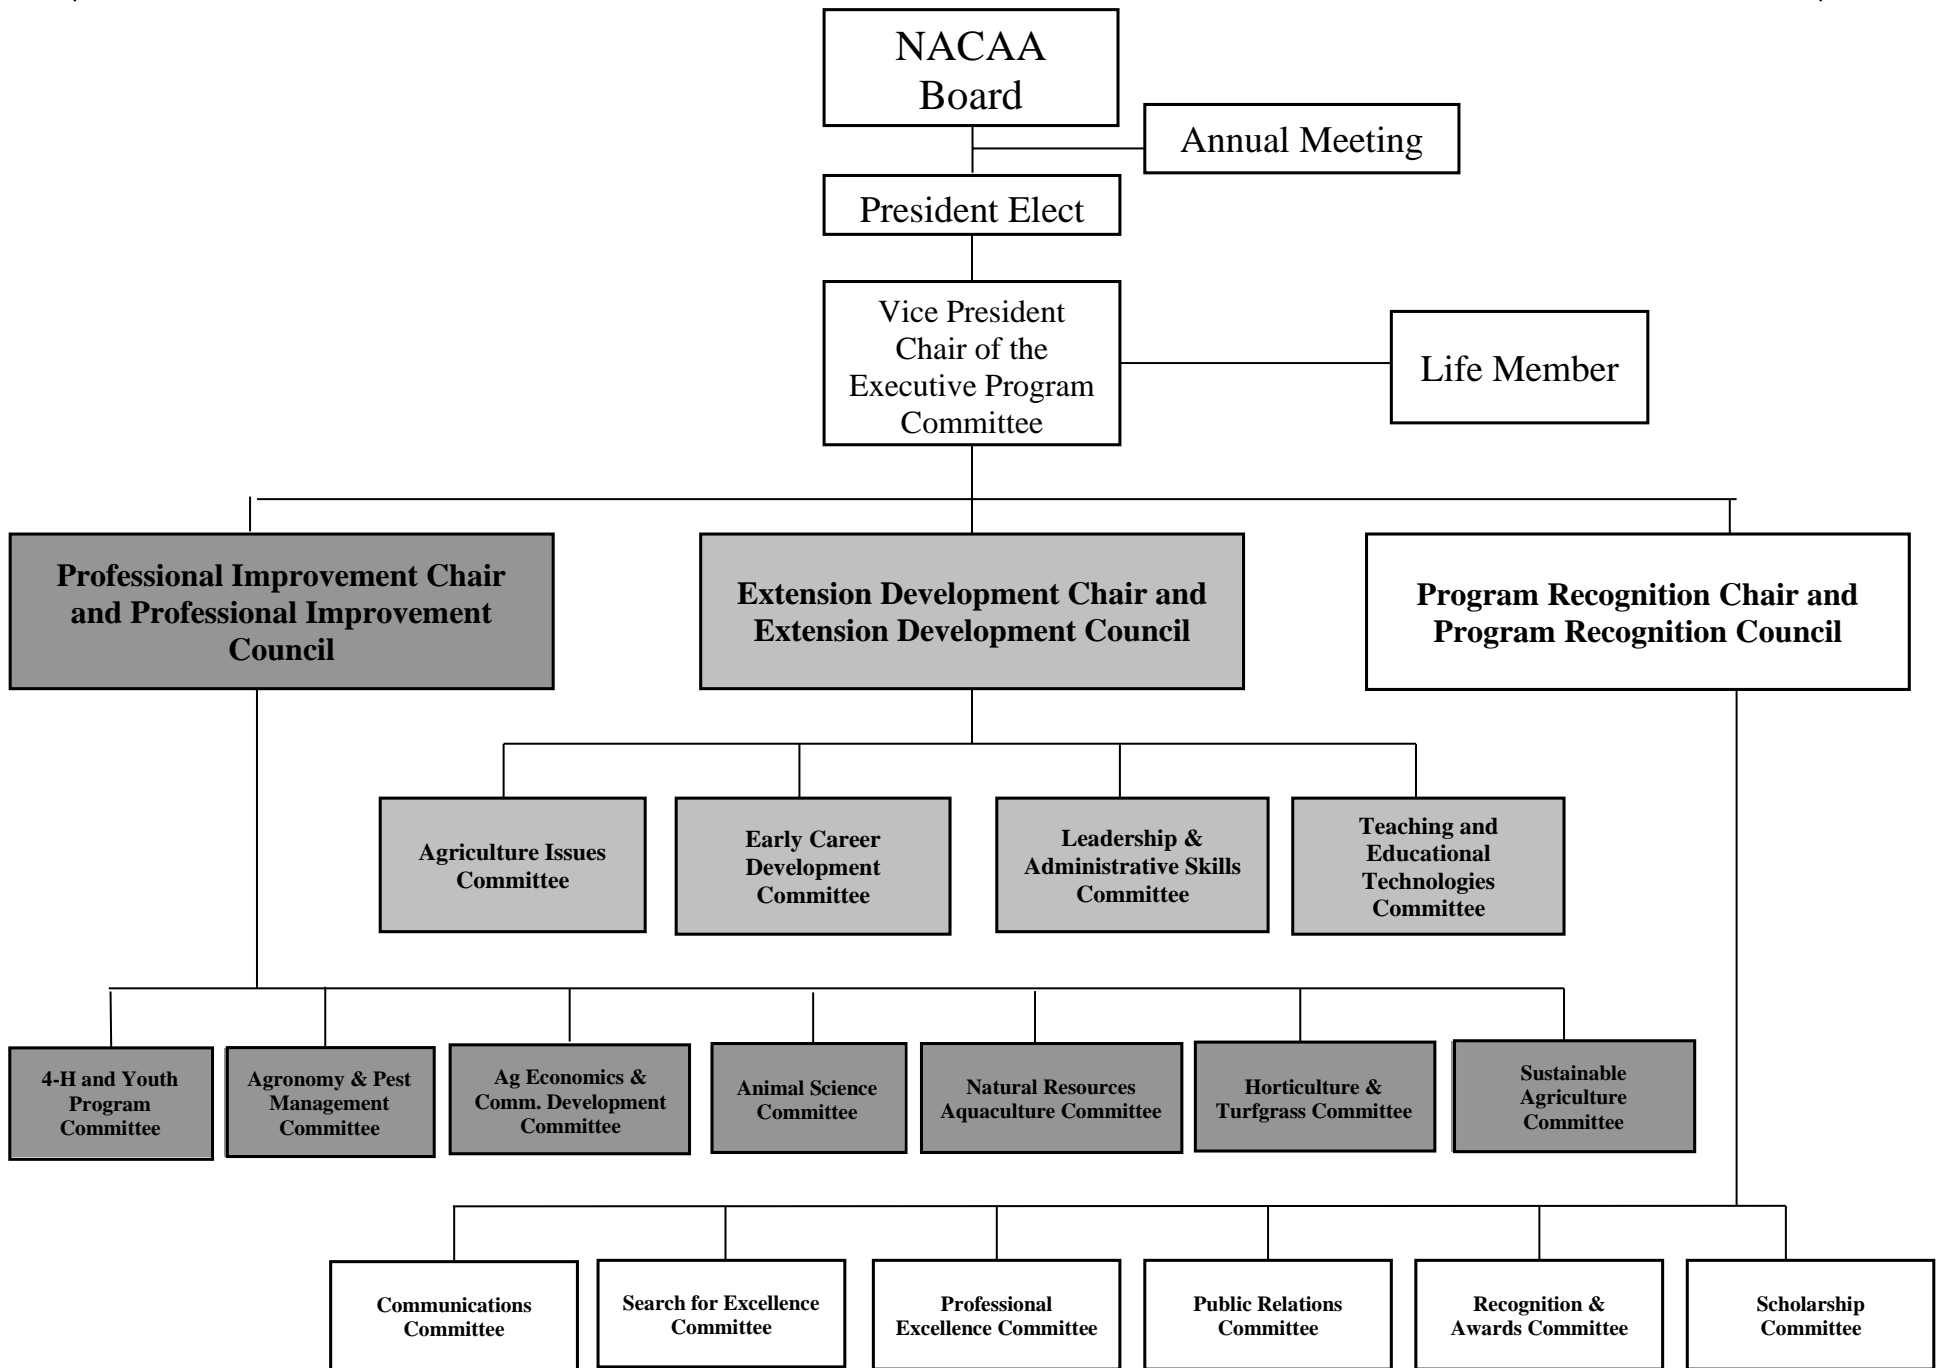 NACAA
Board
Annual Meeting
President Elect
Vice President
Chair of the
Executive Program
Committee
Life Member
Professional Improvement Chair
and Professional Improvement
Council
Extension Development Chair and
Extension Development Council
Program Recognition Chair and
Program Recognition Council
Agriculture Issues
Committee
Early Career
Development
Committee
Leadership &
Administrative Skills
Committee
Teaching and
Educational
Technologies
Committee
4-H and Youth
Program
Committee
Agronomy & Pest
Management
Committee
Ag Economics &
Comm. Development
Committee
Animal Science
Committee
Natural Resources
Aquaculture Committee
Horticulture &
Turfgrass Committee
Sustainable
Agriculture
Committee
Communications
Committee
Search for Excellence
Committee
Professional
Excellence Committee
Public Relations
Committee
Recognition &
Awards Committee
Scholarship
Committee